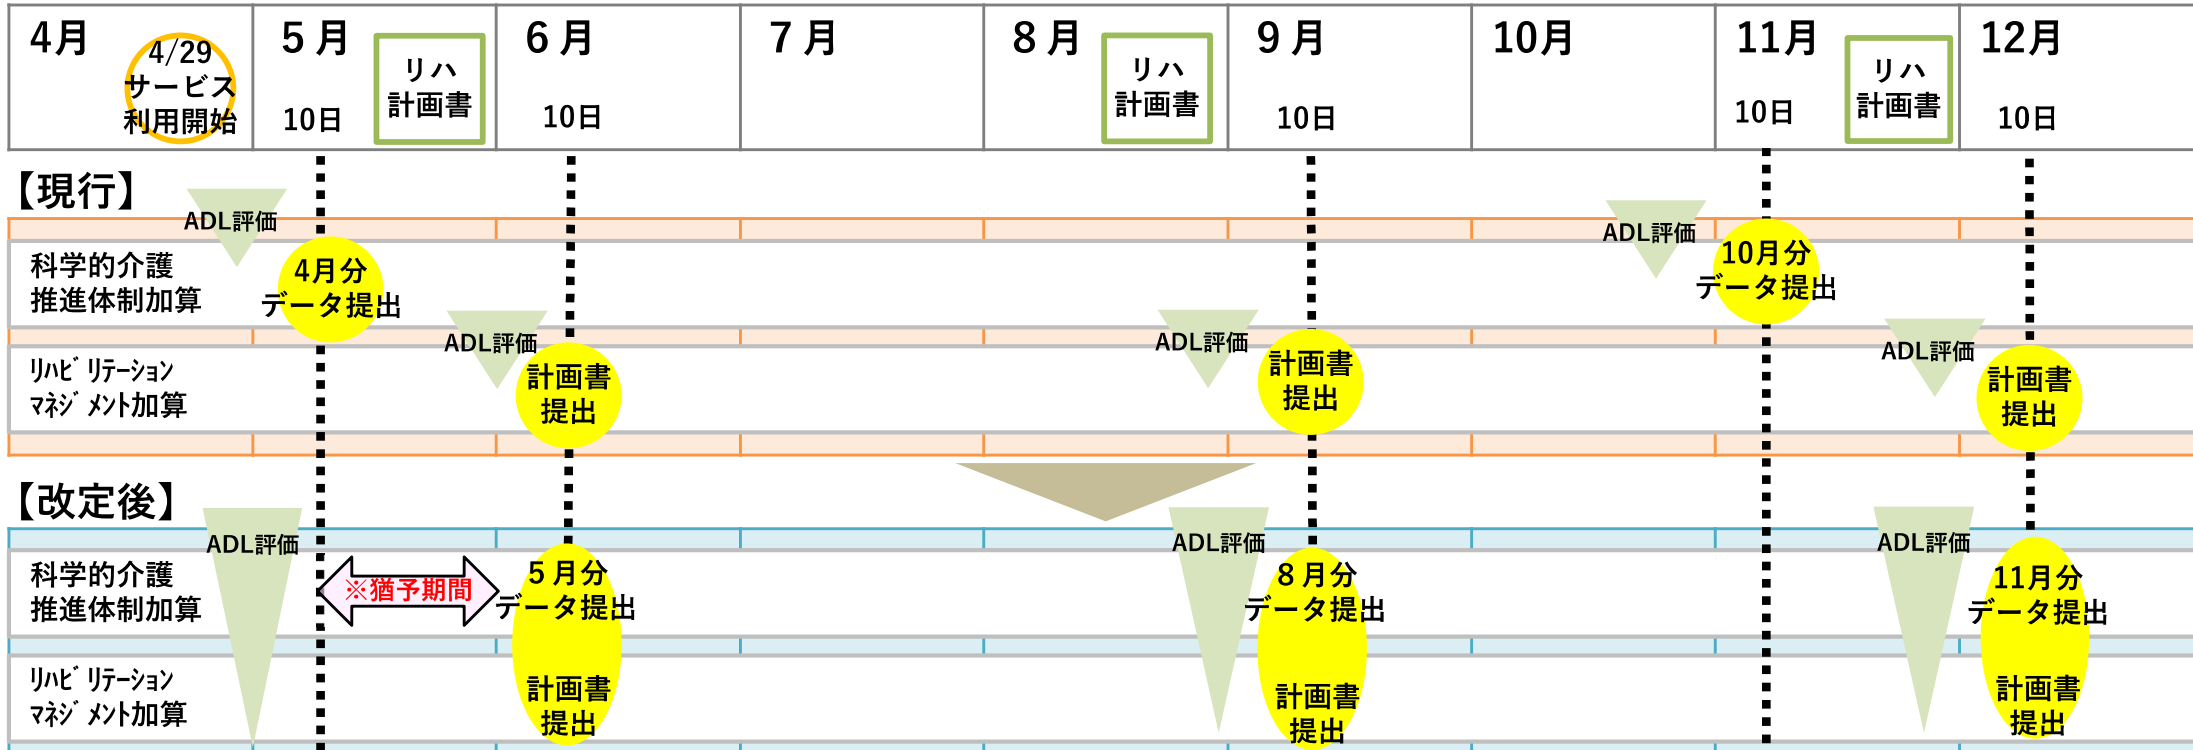 4月
4/29
サービス
利用開始
5月
10日
リハ
計画書
6月
10日
7月
8月
リハ
計画書
9月
10日
10月
11月
10日
リハ
計画書
12月
10日
【現行】
ADL評価
科学的介護
推進体制加算
4月分
データ提出
ADL評価
10月分
データ提出
ﾘﾊﾋﾞﾘﾃｰｼｮﾝ
ﾏﾈｼﾞﾒﾝﾄ加算
ADL評価
計画書
提出
ADL評価
計画書
提出
ADL評価
計画書
提出
【改定後】
ADL評価
科学的介護
推進体制加算
※猶予期間
5月分
データ提出
ADL評価
8月分
データ提出
ADL評価
11月分
データ提出
ﾘﾊﾋﾞﾘﾃｰｼｮﾝ
ﾏﾈｼﾞﾒﾝﾄ加算
計画書
提出
計画書
提出
計画書
提出